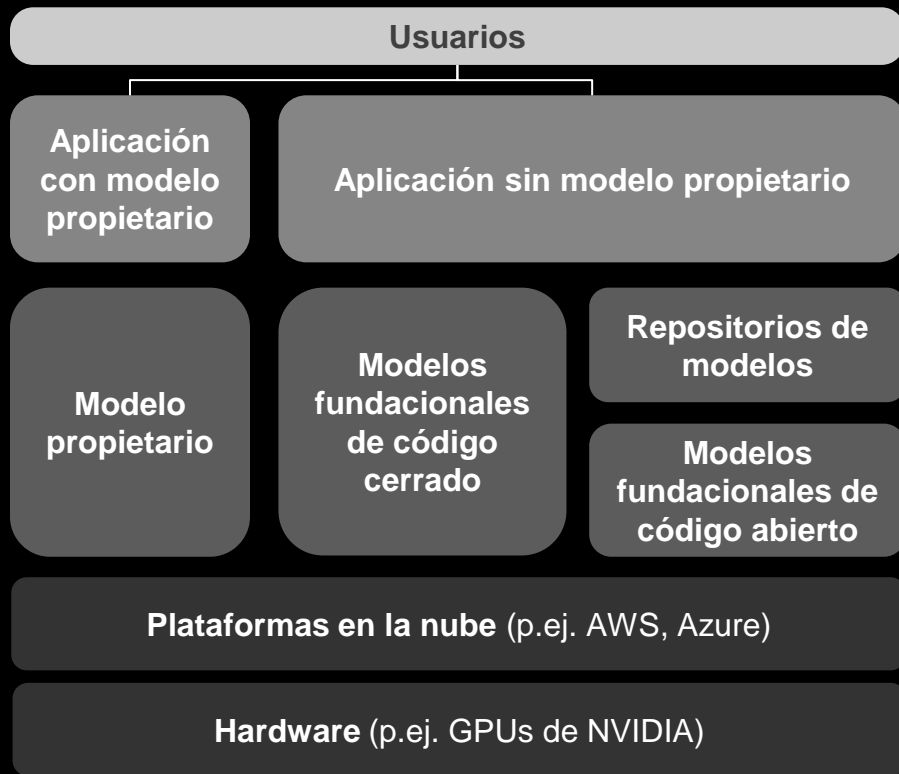 Usuarios
Aplicación
con modelo
propietario
Aplicación sin modelo propietario
Modelo
propietario
Modelos
fundacionales
de código
cerrado
Repositorios de
modelos
Modelos
fundacionales de
código abierto
Plataformas en la nube (p.ej. AWS, Azure)
Hardware (p.ej. GPUs de NVIDIA)